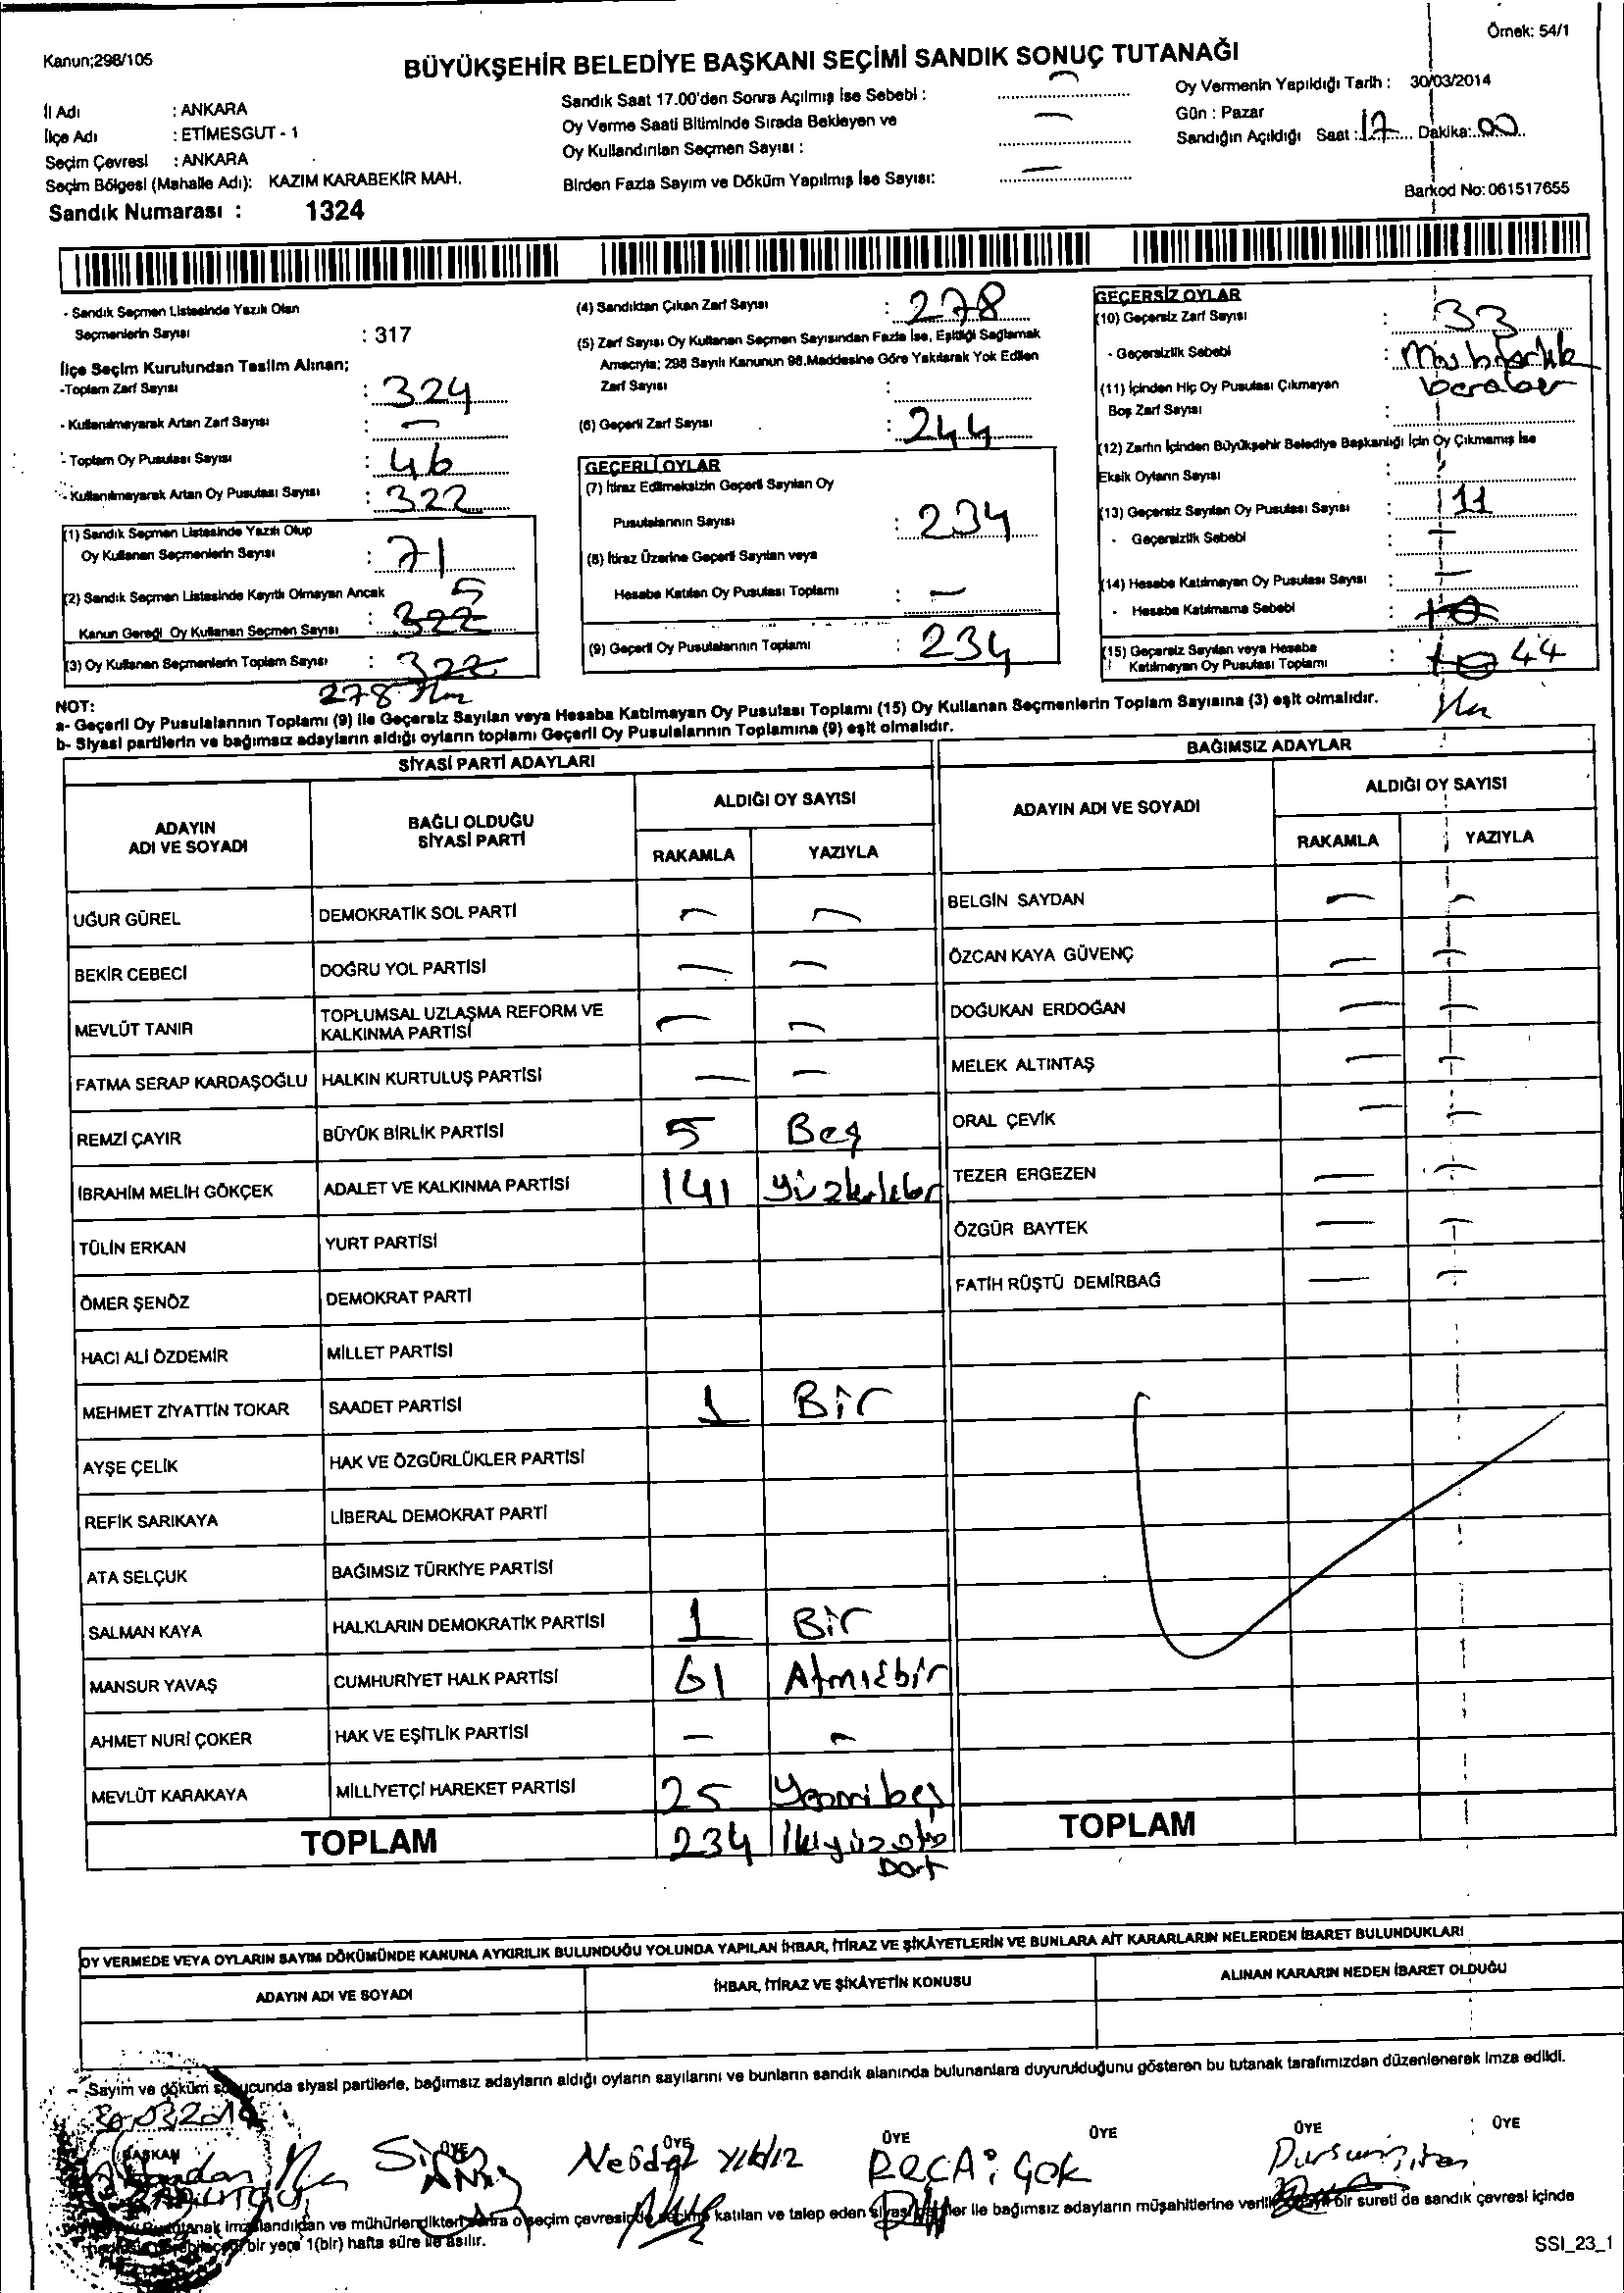 Örnek: 54/1
Kanun;298/105
BÜYÜKŞEHİR BELEDİYE BAŞKANI SEÇİMİ SANDIK SONUÇ TUTANAĞI
İl Adı : ANKARA
İlçe Adı : ETİMESGUT - 1
Seçim Çevresi : ANKARA
Seçim Bölgesi (Mahalle Adı): KAZIM KARABEKİR MAH.
Sandık Numarası : 1324
Sandık Saat 17.00'den Sonra Açılmış İse Sebebi : —
Oy Verme Saati Bitiminde Sırada Bekleyen ve
Oy Kullandırılan Seçmen Sayısı : —
Birden Fazla Sayım ve Döküm Yapılmış İse Sayısı: —
Oy Vermenin Yapıldığı Tarih : 30/03/2014
Gün : Pazar
Sandığın Açıldığı Saat : 17 Dakika: 00
Barkod No: 061517655
- Sandık Seçmen Listesinde Yazılı Olan
Seçmenlerin Sayısı : 317
İlçe Seçim Kurulundan Teslim Alınan;
-Toplam Zarf Sayısı : 324
- Kullanılmayarak Artan Zarf Sayısı : —
- Toplam Oy Pusulası Sayısı : 46
- Kullanılmayarak Artan Oy Pusulası Sayısı : 322
(1) Sandık Seçmen Listesinde Yazılı Olup
Oy Kullanan Seçmenlerin Sayısı : 71
(2) Sandık Seçmen Listesinde Kayıtlı Olmayan Ancak 5
Kanun Gereği Oy Kullanan Seçmen Sayısı : 322
(3) Oy Kullanan Seçmenlerin Toplam Sayısı : 322
278
(4) Sandıktan Çıkan Zarf Sayısı : 278
(5) Zarf Sayısı Oy Kullanan Seçmen Sayısından Fazla İse, Eşitliği Sağlamak
Amacıyla; 298 Sayılı Kanunun 98.Maddesine Göre Yakılarak Yok Edilen
Zarf Sayısı :
(6) Geçerli Zarf Sayısı : 244
GEÇERLİ OYLAR
(7) İtiraz Edilmeksizin Geçerli Sayılan Oy
Pusulalarının Sayısı : 234
(8) İtiraz Üzerine Geçerli Sayılan veya
Hesaba Katılan Oy Pusulası Toplamı : —
(9) Geçerli Oy Pusulalarının Toplamı : 234
GEÇERSİZ OYLAR
(10) Geçersiz Zarf Sayısı : 33
- Geçersizlik Sebebi :
beraber
(11) İçinden Hiç Oy Pusulası Çıkmayan
Boş Zarf Sayısı :
(12) Zarfın İçinden Büyükşehir Belediye Başkanlığı İçin Oy Çıkmamış İse
Eksik Oyların Sayısı :
(13) Geçersiz Sayılan Oy Pusulası Sayısı : 11
- Geçersizlik Sebebi : —
(14) Hesaba Katılmayan Oy Pusulası Sayısı : —
- Hesaba Katılmama Sebebi : 10
(15) Geçersiz Sayılan veya Hesaba
Katılmayan Oy Pusulası Toplamı : 10 44
NOT:
a- Geçerli Oy Pusulalarının Toplamı (9) ile Geçersiz Sayılan veya Hesaba Katılmayan Oy Pusulası Toplamı (15) Oy Kullanan Seçmenlerin Toplam Sayısına (3) eşit olmalıdır.
b- Siyasi partilerin ve bağımsız adayların aldığı oyların toplamı Geçerli Oy Pusulalarının Toplamına (9) eşit olmalıdır.
SİYASİ PARTİ ADAYLARI
ADAYIN
ADI VE SOYADI
BAĞLI OLDUĞU
SİYASİ PARTİ
ALDIĞI OY SAYISI
RAKAMLA YAZIYLA
UĞUR GÜREL DEMOKRATİK SOL PARTİ — —
BEKİR CEBECİ DOĞRU YOL PARTİSİ — —
MEVLÜT TANIR TOPLUMSAL UZLAŞMA REFORM VE
KALKINMA PARTİSİ — —
FATMA SERAP KARDAŞOĞLU HALKIN KURTULUŞ PARTİSİ — —
REMZİ ÇAYIR BÜYÜK BİRLİK PARTİSİ 5 Beş
İBRAHİM MELİH GÖKÇEK ADALET VE KALKINMA PARTİSİ 141
TÜLİN ERKAN YURT PARTİSİ
ÖMER ŞENÖZ DEMOKRAT PARTİ
HACI ALİ ÖZDEMİR MİLLET PARTİSİ
MEHMET ZİYATTİN TOKAR SAADET PARTİSİ 1 Bir
AYŞE ÇELİK HAK VE ÖZGÜRLÜKLER PARTİSİ
REFİK SARIKAYA LİBERAL DEMOKRAT PARTİ
ATA SELÇUK BAĞIMSIZ TÜRKİYE PARTİSİ
SALMAN KAYA HALKLARIN DEMOKRATİK PARTİSİ 1 Bir
MANSUR YAVAŞ CUMHURİYET HALK PARTİSİ 61 Atmışbir
AHMET NURİ ÇOKER HAK VE EŞİTLİK PARTİSİ — —
MEVLÜT KARAKAYA MİLLİYETÇİ HAREKET PARTİSİ 25 Yirmibeş
TOPLAM 234 İkiyüzotz
Dört
BAĞIMSIZ ADAYLAR
ADAYIN ADI VE SOYADI
ALDIĞI OY SAYISI
RAKAMLA YAZIYLA
BELGİN SAYDAN — —
ÖZCAN KAYA GÜVENÇ — —
DOĞUKAN ERDOĞAN — —
MELEK ALTINTAŞ — —
ORAL ÇEVİK — —
TEZER ERGEZEN — —
ÖZGÜR BAYTEK — —
FATİH RÜŞTÜ DEMİRBAĞ — —
TOPLAM
OY VERMEDE VEYA OYLARIN SAYIM DÖKÜMÜNDE KANUNA AYKIRILIK BULUNDUĞU YOLUNDA YAPILAN İHBAR, İTİRAZ VE ŞİKÂYETLERİN VE BUNLARA AİT KARARLARIN NELERDEN İBARET BULUNDUKLARI
ADAYIN ADI VE SOYADI İHBAR, İTİRAZ VE ŞİKÂYETİN KONUSU ALINAN KARARIN NEDEN İBARET OLDUĞU
Sayım ve döküm sonucunda siyasi partilerle, bağımsız adayların aldığı oyların sayılarını ve bunların sandık alanında bulunanlara duyurulduğunu gösteren bu tutanak tarafımızdan düzenlenerek imza edildi.
BAŞKAN ÜYE ÜYE ÜYE ÜYE ÜYE ÜYE
RECAİ GÖK
Dursun
imzalandıktan ve mühürlendikten sonra o seçim çevresinde seçime katılan ve talep eden siyasi partiler ile bağımsız adayların müşahitlerine bir sureti de sandık çevresi içinde
bir yere 1(bir) hafta süre ile asılır.
SSI_23_1